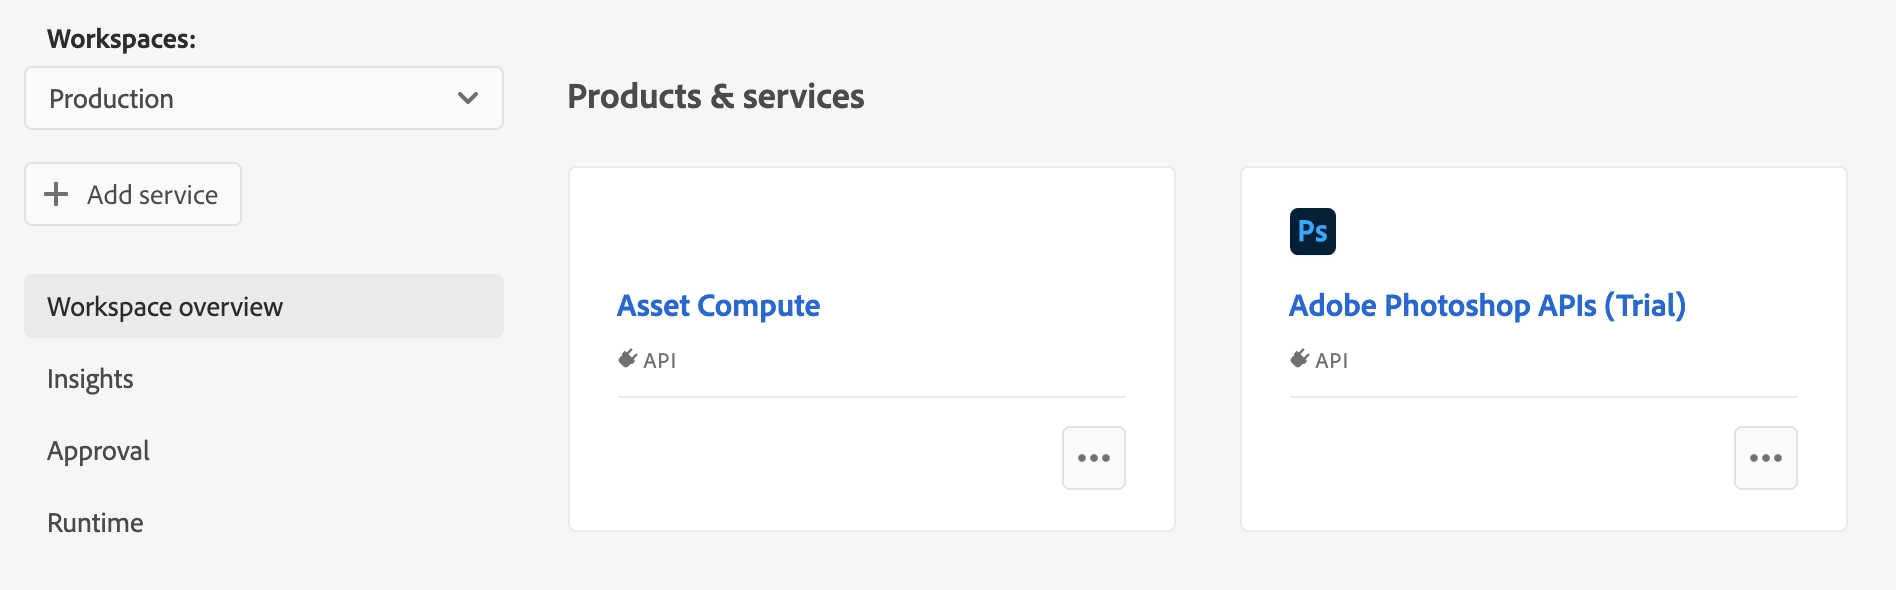 Workspaces:
Production
Add service
Workspace overview
Insights
Approval
Runtime
Products & services
Asset Compute
API
Ps
Adobe Photoshop APIs (Trial)
API